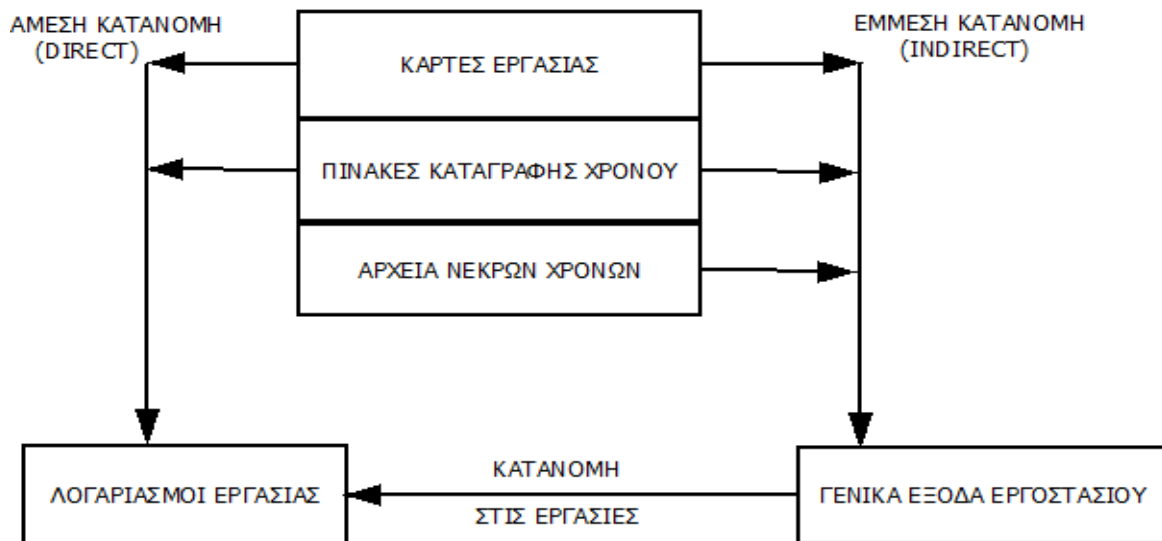 ΑΜΕΣΗ ΚΑΤΑΝΟΜΗ
(DIRECT)
ΚΑΡΤΕΣ ΕΡΓΑΣΙΑΣ
ΕΜΜΕΣΗ ΚΑΤΑΝΟΜΗ
(INDIRECT)
ΠΙΝΑΚΕΣ ΚΑΤΑΓΡΑΦΗΣ ΧΡΟΝΟΥ
ΑΡΧΕΙΑ ΝΕΚΡΩΝ ΧΡΟΝΩΝ
ΛΟΓΑΡΙΑΣΜΟΙ ΕΡΓΑΣΙΑΣ
ΚΑΤΑΝΟΜΗ
ΣΤΙΣ ΕΡΓΑΣΙΕΣ
ΓΕΝΙΚΑ ΕΞΟΔΑ ΕΡΓΟΣΤΑΣΙΟΥ